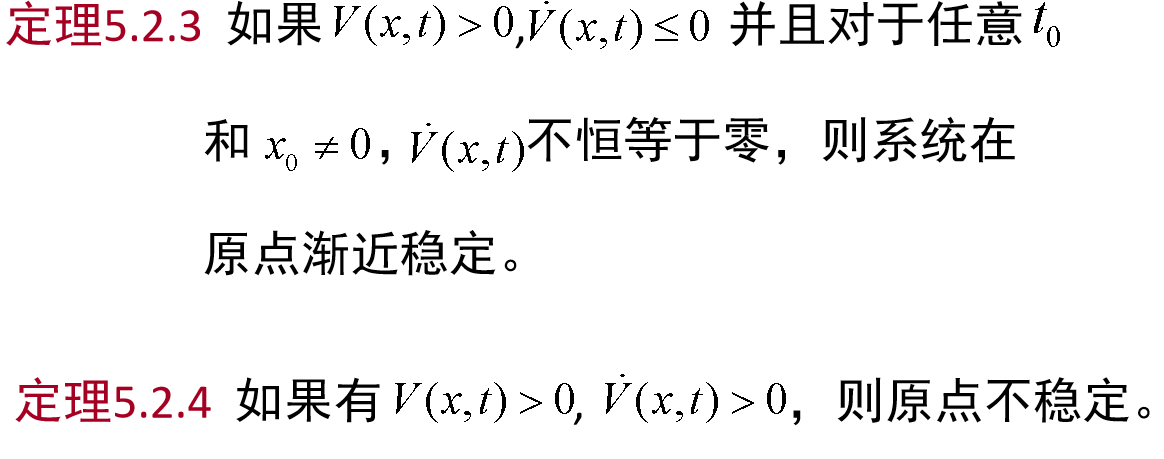 定理5.2.3 如果 V(x,t) > 0, V̇(x,t) ≤ 0 并且对于任意 t₀
和 x₀ ≠ 0，V̇(x,t)不恒等于零，则系统在
原点渐近稳定。
定理5.2.4 如果有 V(x,t) > 0, V̇(x,t) > 0，则原点不稳定。